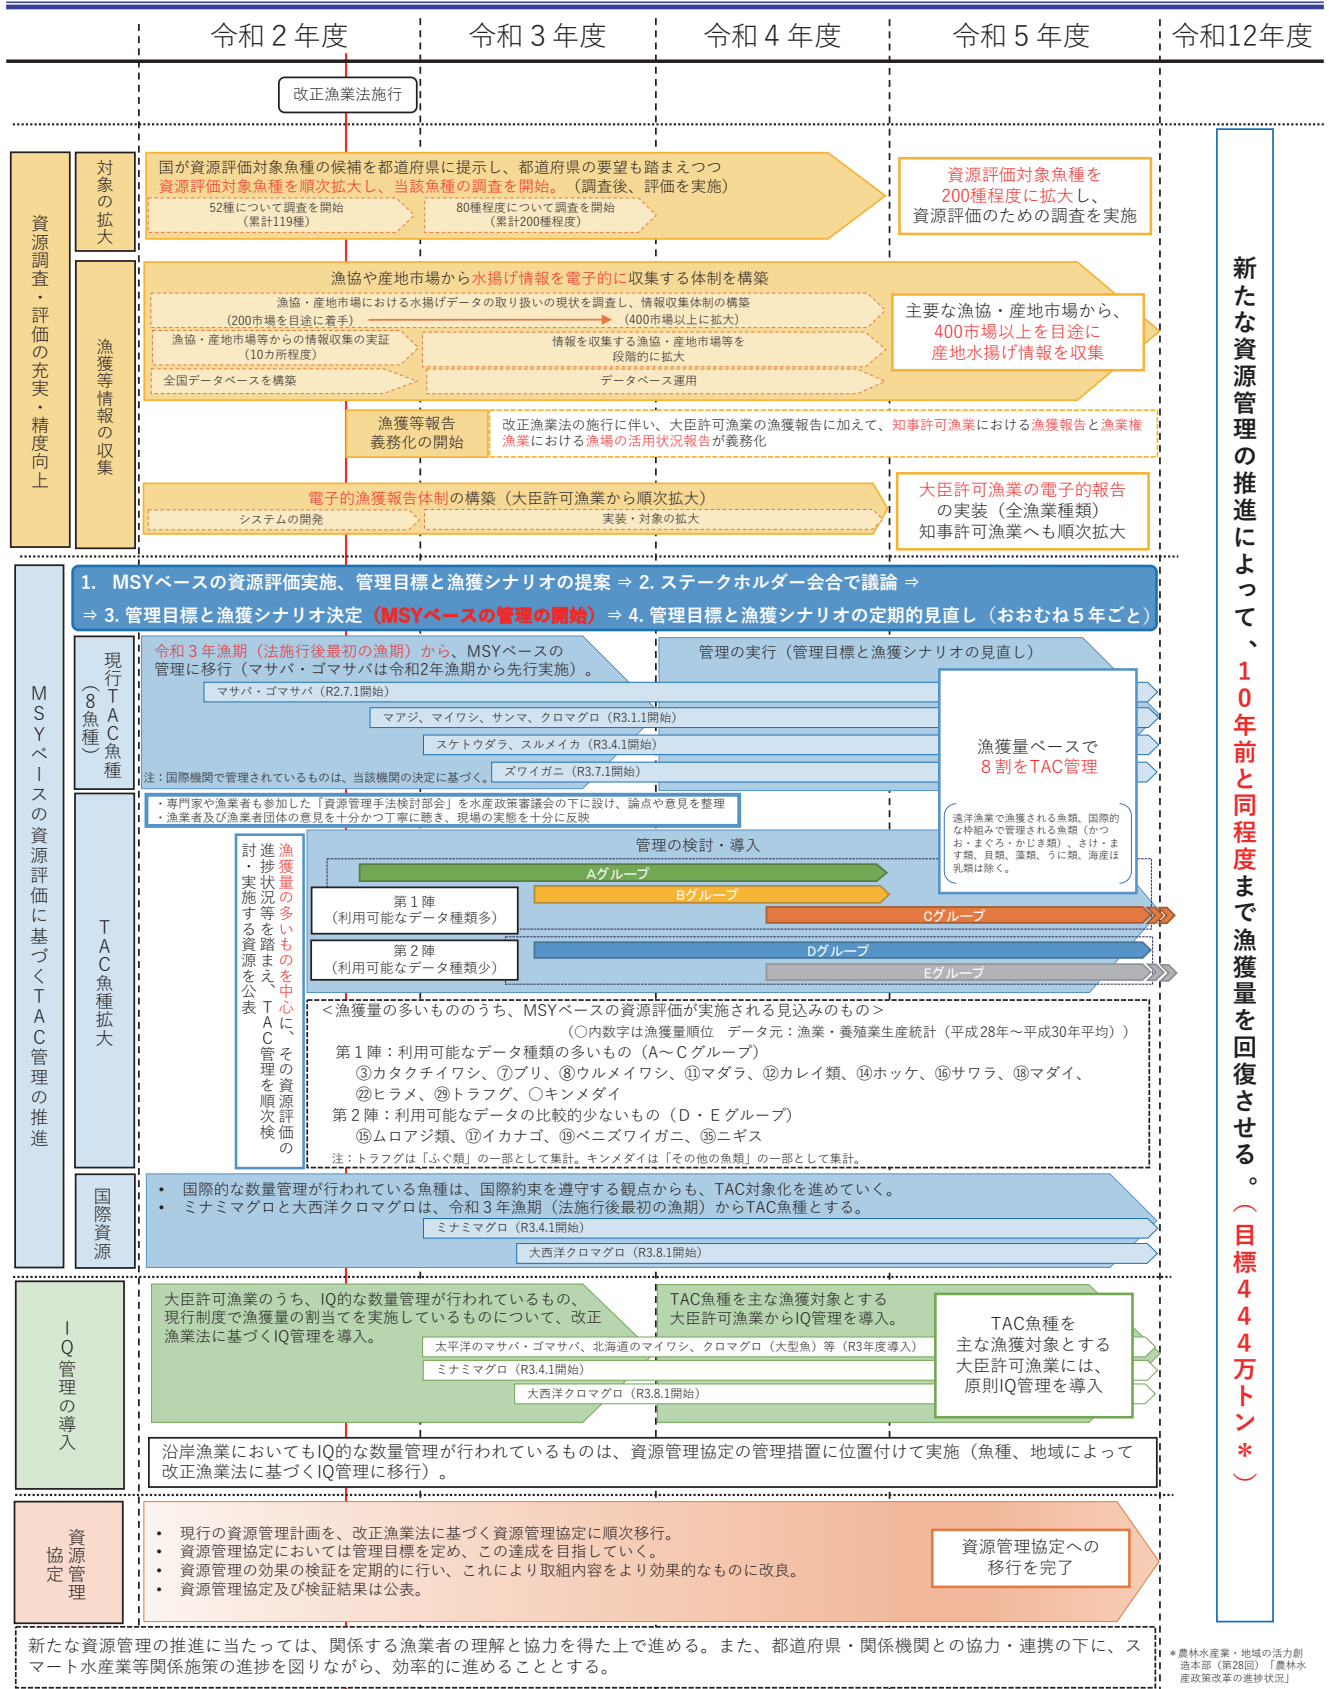 令和２年度
令和３年度
令和４年度
令和５年度
令和12年度
改正漁業法施行
資源調査・評価の充実・精度向上
対象の拡大
国が資源評価対象魚種の候補を都道府県に提示し、都道府県の要望も踏まえつつ
資源評価対象魚種を順次拡大し、当該魚種の調査を開始。（調査後、評価を実施）
52種について調査を開始
（累計119種）
80種程度について調査を開始
（累計200種程度）
資源評価対象魚種を
200種程度に拡大し、
資源評価のための調査を実施
漁獲等情報の収集
漁協や産地市場から水揚げ情報を電子的に収集する体制を構築
漁協・産地市場における水揚げデータの取り扱いの現状を調査し、情報収集体制の構築
（200市場を目途に着手）
（400市場以上に拡大）
漁協・産地市場等からの情報収集の実証
（10カ所程度）
情報を収集する漁協・産地市場等を
段階的に拡大
全国データベースを構築
データベース運用
主要な漁協・産地市場から、
400市場以上を目途に
産地水揚げ情報を収集
漁獲等報告
義務化の開始
改正漁業法の施行に伴い、大臣許可漁業の漁獲報告に加えて、知事許可漁業における漁獲報告と漁業権
漁業における漁場の活用状況報告が義務化
電子的漁獲報告体制の構築（大臣許可漁業から順次拡大）
システムの開発
実装・対象の拡大
大臣許可漁業の電子的報告
の実装（全漁業種類）
知事許可漁業へも順次拡大
MSYベースの資源評価に基づくTAC管理の推進
1. MSYベースの資源評価実施、管理目標と漁獲シナリオの提案 ⇒ 2. ステークホルダー会合で議論 ⇒
⇒ 3. 管理目標と漁獲シナリオ決定（MSYベースの管理の開始）⇒ 4. 管理目標と漁獲シナリオの定期的見直し（おおむね５年ごと）
現行TAC魚種
（８魚種）
令和３年漁期（法施行後最初の漁期）から、MSYベースの
管理に移行（マサバ・ゴマサバは令和2年漁期から先行実施）。
管理の実行（管理目標と漁獲シナリオの見直し）
マサバ・ゴマサバ（R2.7.1開始）
マアジ、マイワシ、サンマ、クロマグロ（R3.1.1開始）
スケトウダラ、スルメイカ（R3.4.1開始）
ズワイガニ（R3.7.1開始）
注：国際機関で管理されているものは、当該機関の決定に基づく。
漁獲量ベースで
８割をTAC管理
遠洋漁業で漁獲される魚類、国際的
な枠組みで管理される魚類（かつ
お・まぐろ・かじき類）、さけ・ま
す類、貝類、藻類、うに類、海産ほ
乳類は除く。
TAC魚種拡大
・専門家や漁業者も参加した「資源管理手法検討部会」を水産政策審議会の下に設け、論点や意見を整理
・漁業者及び漁業者団体の意見を十分かつ丁寧に聴き、現場の実態を十分に反映
漁獲量の多いものを中心に、その資源評価の
進捗状況等を踏まえ、TAC管理を順次検
討・実施する資源を公表
管理の検討・導入
Aグループ
Bグループ
第１陣
（利用可能なデータ種類多）
Cグループ
第２陣
（利用可能なデータ種類少）
Dグループ
Eグループ
＜漁獲量の多いもののうち、MSYベースの資源評価が実施される見込みのもの＞
（○内数字は漁獲量順位　データ元：漁業・養殖業生産統計（平成28年～平成30年平均））
第１陣：利用可能なデータ種類の多いもの（A～Cグループ）
③カタクチイワシ、⑦ブリ、⑧ウルメイワシ、⑪マダラ、⑫カレイ類、⑭ホッケ、⑯サワラ、⑱マダイ、
㉒ヒラメ、㉙トラフグ、○キンメダイ
第２陣：利用可能なデータの比較的少ないもの（D・Eグループ）
⑮ムロアジ類、⑰イカナゴ、⑲ベニズワイガニ、㉟ニギス
注：トラフグは「ふぐ類」の一部として集計。キンメダイは「その他の魚類」の一部として集計。
国際資源
• 国際的な数量管理が行われている魚種は、国際約束を遵守する観点からも、TAC対象化を進めていく。
• ミナミマグロと大西洋クロマグロは、令和３年漁期（法施行後最初の漁期）からTAC魚種とする。
ミナミマグロ（R3.4.1開始）
大西洋クロマグロ（R3.8.1開始）
IQ管理の導入
大臣許可漁業のうち、IQ的な数量管理が行われているもの、
現行制度で漁獲量の割当てを実施しているものについて、改正
漁業法に基づくIQ管理を導入。
TAC魚種を主な漁獲対象とする
大臣許可漁業からIQ管理を導入。
太平洋のマサバ・ゴマサバ、北海道のマイワシ、クロマグロ（大型魚）等（R3年度導入）
ミナミマグロ（R3.4.1開始）
大西洋クロマグロ（R3.8.1開始）
TAC魚種を
主な漁獲対象とする
大臣許可漁業には、
原則IQ管理を導入
沿岸漁業においてもIQ的な数量管理が行われているものは、資源管理協定の管理措置に位置付けて実施（魚種、地域によって
改正漁業法に基づくIQ管理に移行）。
資源管理
協定
• 現行の資源管理計画を、改正漁業法に基づく資源管理協定に順次移行。
• 資源管理協定においては管理目標を定め、この達成を目指していく。
• 資源管理の効果の検証を定期的に行い、これにより取組内容をより効果的なものに改良。
• 資源管理協定及び検証結果は公表。
資源管理協定への
移行を完了
新たな資源管理の推進によって、10年前と同程度まで漁獲量を回復させる。（目標444万トン＊）
新たな資源管理の推進に当たっては、関係する漁業者の理解と協力を得た上で進める。また、都道府県・関係機関との協力・連携の下に、ス
マート水産業等関係施策の進捗を図りながら、効率的に進めることとする。
＊農林水産業・地域の活力創
造本部（第28回）「農林水
産政策改革の進捗状況」